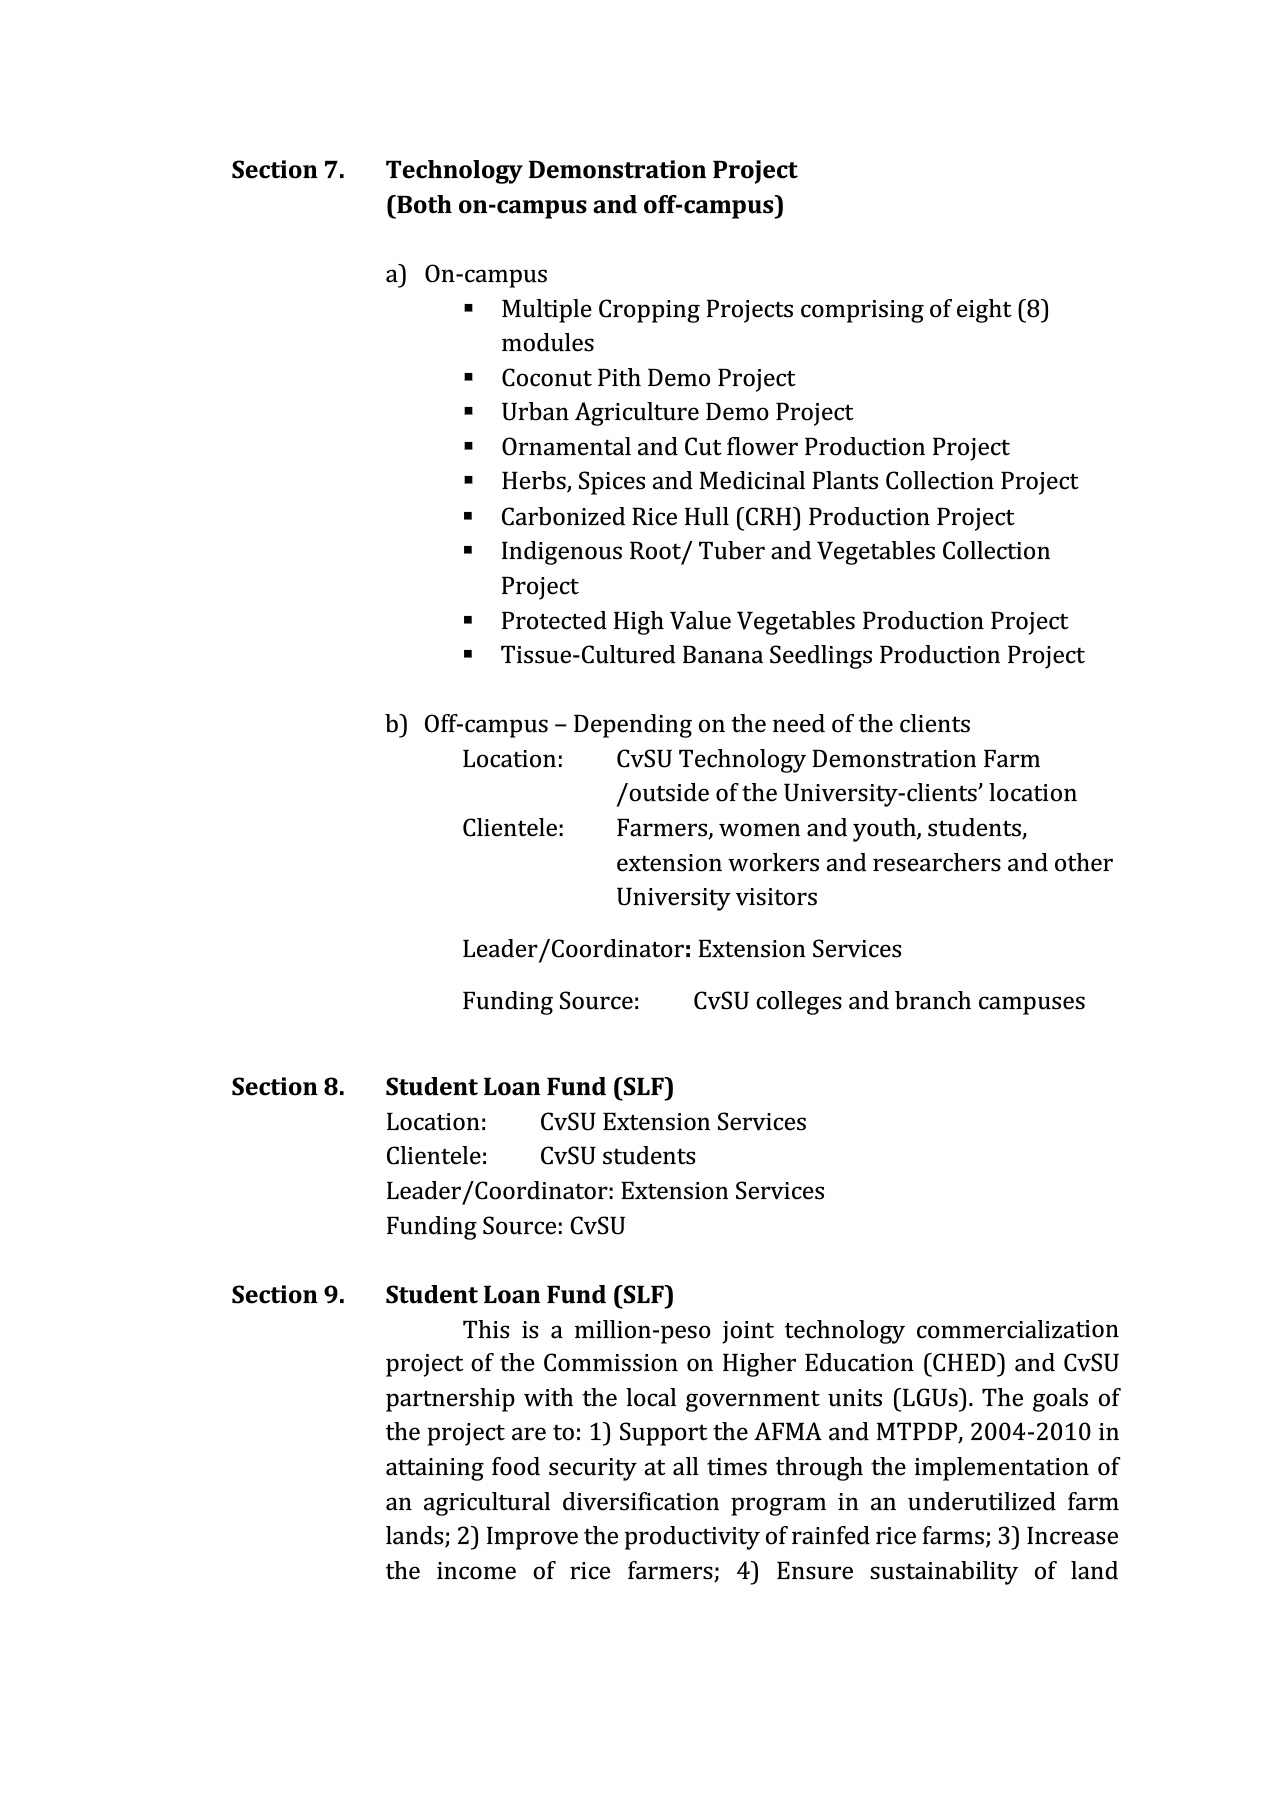 Section 7. Technology Demonstration Project
(Both on-campus and off-campus)
a) On-campus
▪ Multiple Cropping Projects comprising of eight (8)
modules
▪ Coconut Pith Demo Project
▪ Urban Agriculture Demo Project
▪ Ornamental and Cut flower Production Project
▪ Herbs, Spices and Medicinal Plants Collection Project
▪ Carbonized Rice Hull (CRH) Production Project
▪ Indigenous Root/ Tuber and Vegetables Collection
Project
▪ Protected High Value Vegetables Production Project
▪ Tissue-Cultured Banana Seedlings Production Project
b) Off-campus – Depending on the need of the clients
Location: CvSU Technology Demonstration Farm
/outside of the University-clients’ location
Clientele: Farmers, women and youth, students,
extension workers and researchers and other
University visitors
Leader/Coordinator: Extension Services
Funding Source: CvSU colleges and branch campuses
Section 8. Student Loan Fund (SLF)
Location: CvSU Extension Services
Clientele: CvSU students
Leader/Coordinator: Extension Services
Funding Source: CvSU
Section 9. Student Loan Fund (SLF)
This is a million-peso joint technology commercialization
project of the Commission on Higher Education (CHED) and CvSU
partnership with the local government units (LGUs). The goals of
the project are to: 1) Support the AFMA and MTPDP, 2004-2010 in
attaining food security at all times through the implementation of
an agricultural diversification program in an underutilized farm
lands; 2) Improve the productivity of rainfed rice farms; 3) Increase
the income of rice farmers; 4) Ensure sustainability of land